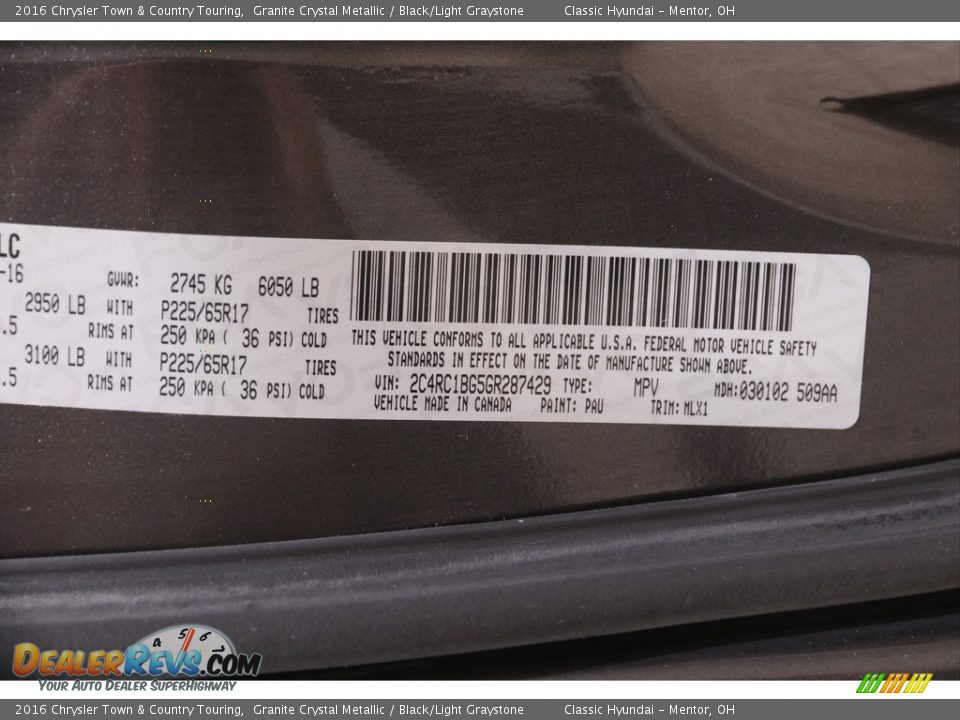 2016 Chrysler Town & Country Touring, Granite Crystal Metallic / Black/Light Graystone Classic Hyundai – Mentor, OH
LC
-16 GVWR: 2745 KG 6050 LB
2950 LB WITH P225/65R17 TIRES
.5 RIMS AT 250 KPA ( 36 PSI) COLD
3100 LB WITH P225/65R17 TIRES
.5 RIMS AT 250 KPA ( 36 PSI) COLD
THIS VEHICLE CONFORMS TO ALL APPLICABLE U.S.A. FEDERAL MOTOR VEHICLE SAFETY
STANDARDS IN EFFECT ON THE DATE OF MANUFACTURE SHOWN ABOVE.
VIN: 2C4RC1BG5GR287429 TYPE: MPV MDH:030102 509AA
VEHICLE MADE IN CANADA PAINT: PAU TRIM: MLX1
4 5 6 7
DEALERREVS.COM
YOUR AUTO DEALER SUPERHIGHWAY
2016 Chrysler Town & Country Touring, Granite Crystal Metallic / Black/Light Graystone Classic Hyundai – Mentor, OH